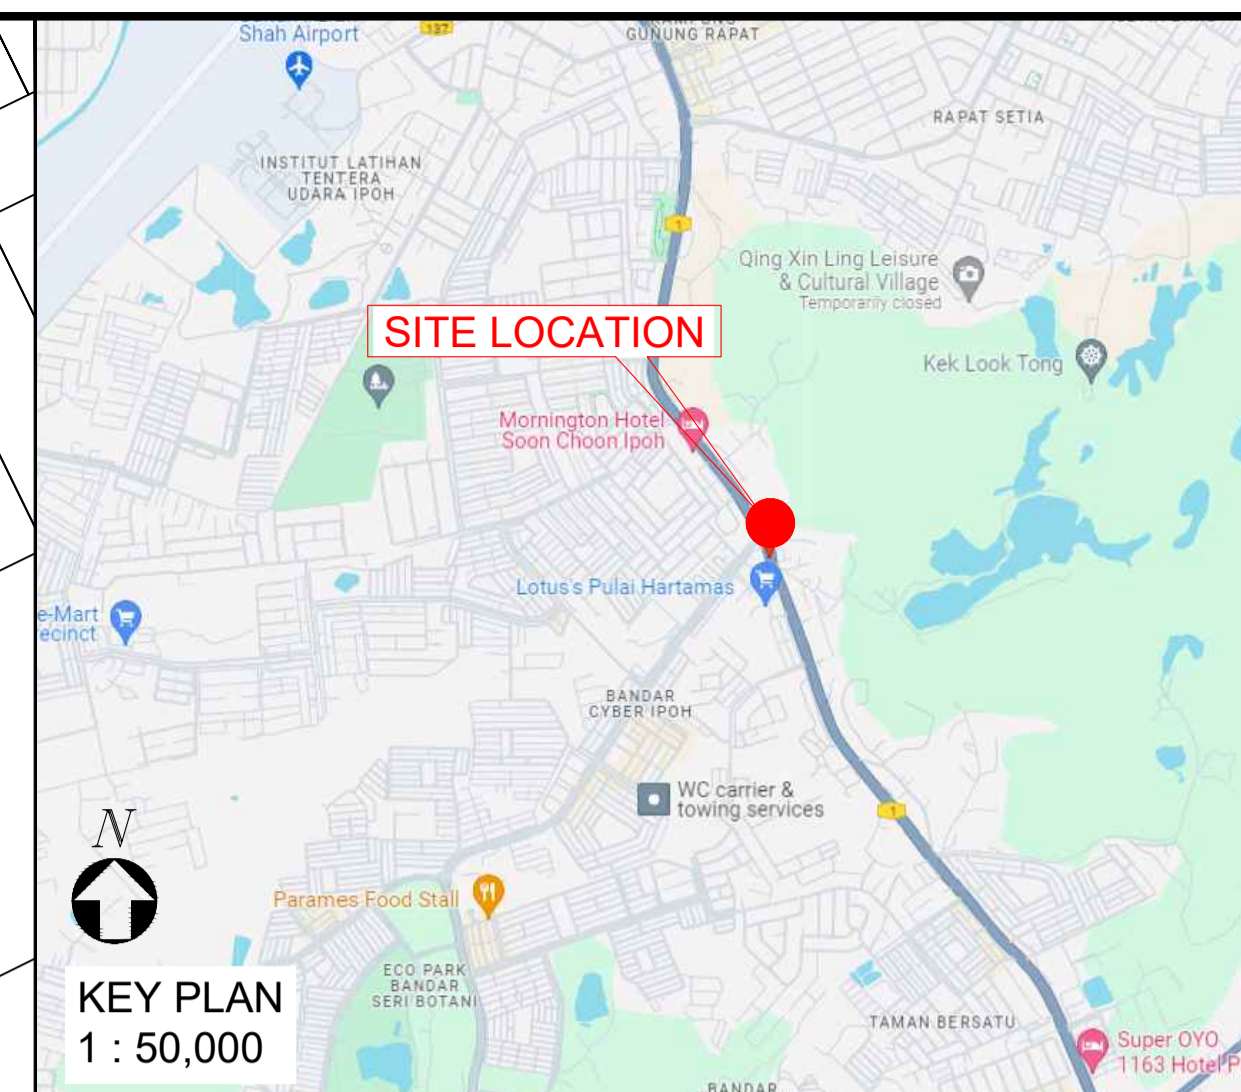 Shah Airport
137
GUNUNG RAPAT
RAPAT SETIA
INSTITUT LATIHAN
TENTERA
UDARA IPOH
1
Qing Xin Ling Leisure
& Cultural Village
Temporarily closed
SITE LOCATION
Kek Look Tong
Mornington Hotel
Soon Choon Ipoh
Lotus's Pulai Hartamas
e-Mart
ecinct
BANDAR
CYBER IPOH
WC carrier &
towing services
1
N
Parames Food Stall
ECO PARK
BANDAR
SERI BOTANI
KEY PLAN
1 : 50,000
TAMAN BERSATU
Super OYO
1163 Hotel P
BANDAR